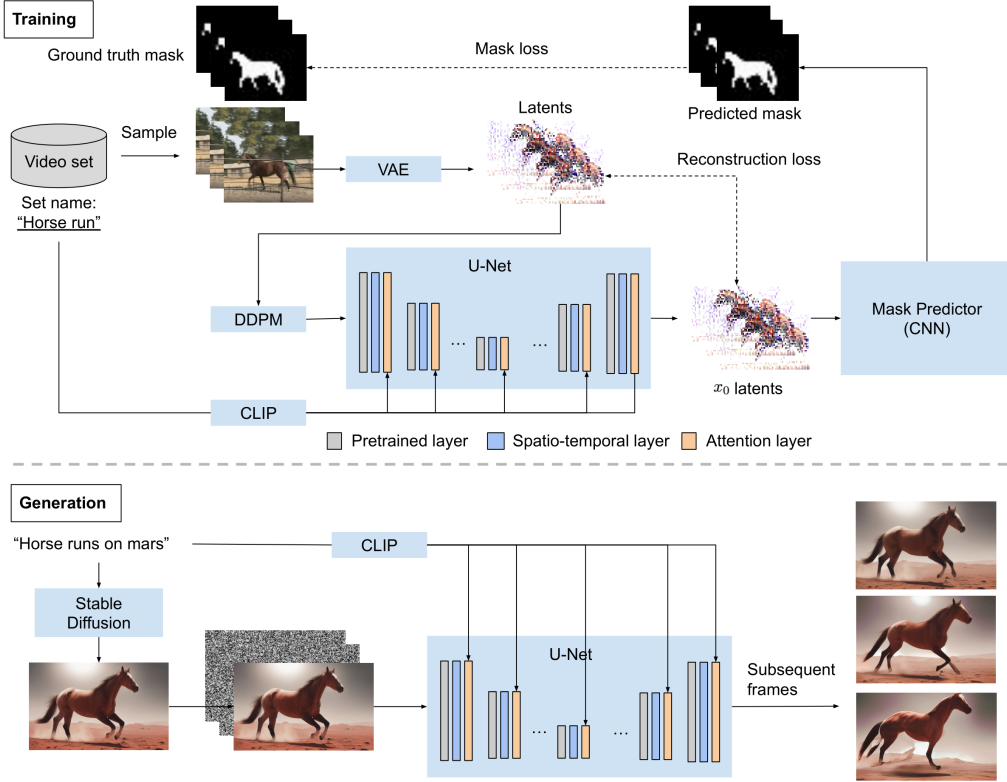 Training
Ground truth mask
Mask loss
Predicted mask
Video set
Sample
VAE
Latents
Reconstruction loss
Set name:
“Horse run”
U-Net
DDPM
...
...
Mask Predictor
(CNN)
x₀ latents
CLIP
Pretrained layer
Spatio-temporal layer
Attention layer
Generation
“Horse runs on mars”
CLIP
Stable
Diffusion
U-Net
...
...
Subsequent
frames